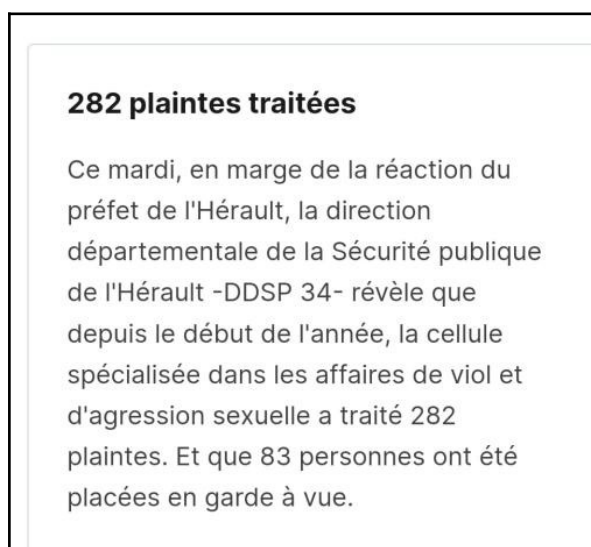 282 plaintes traitées
Ce mardi, en marge de la réaction du
préfet de l'Hérault, la direction
départementale de la Sécurité publique
de l'Hérault -DDSP 34- révèle que
depuis le début de l'année, la cellule
spécialisée dans les affaires de viol et
d'agression sexuelle a traité 282
plaintes. Et que 83 personnes ont été
placées en garde à vue.